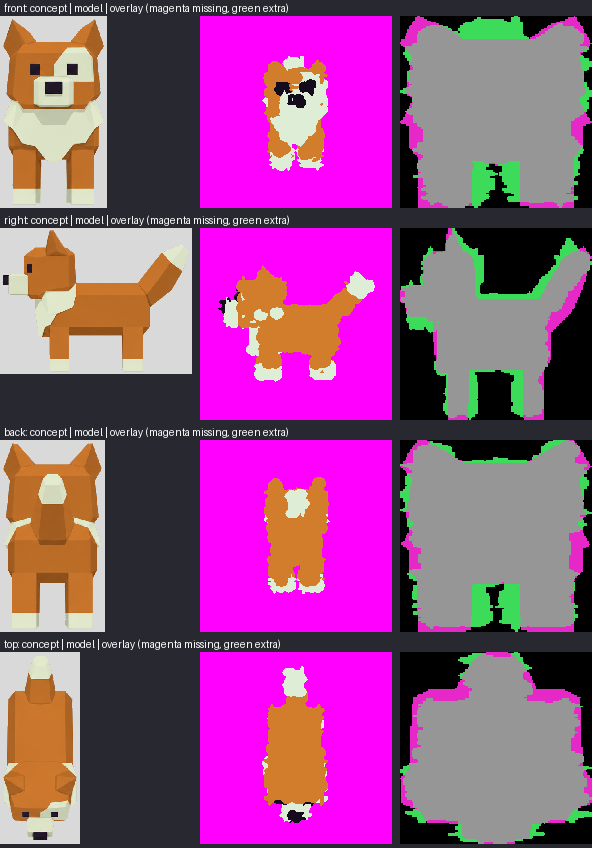 front: concept | model | overlay (magenta missing, green extra)
right: concept | model | overlay (magenta missing, green extra)
back: concept | model | overlay (magenta missing, green extra)
top: concept | model | overlay (magenta missing, green extra)